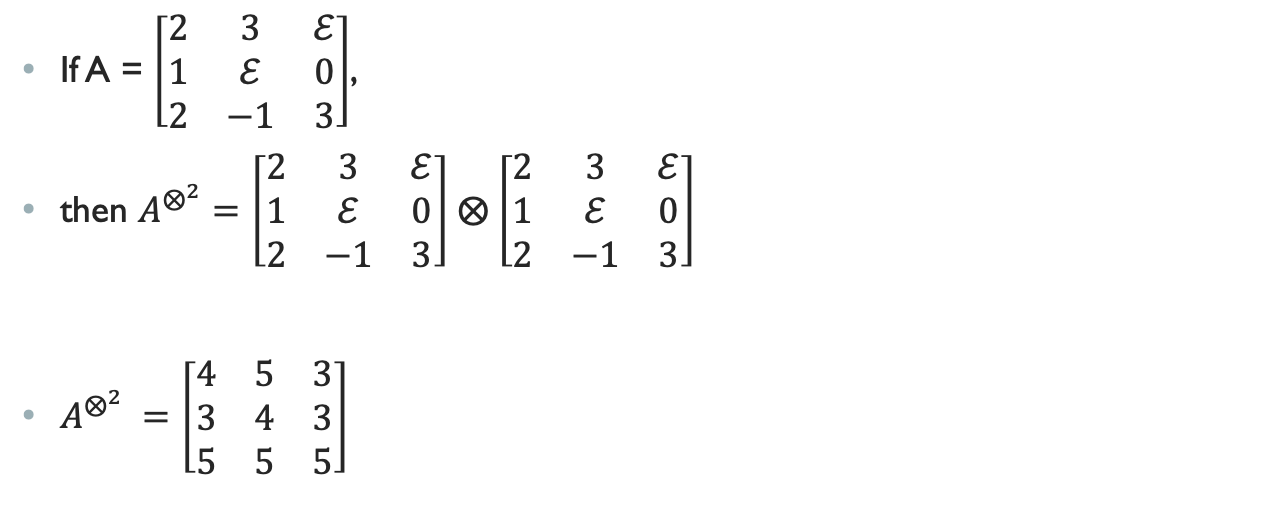 • If A = [2 3 ℰ
1 ℰ 0
2 −1 3],
• then A^{⊗^2} = [2 3 ℰ
1 ℰ 0
2 −1 3] ⊗ [2 3 ℰ
1 ℰ 0
2 −1 3]
• A^{⊗^2} = [4 5 3
3 4 3
5 5 5]